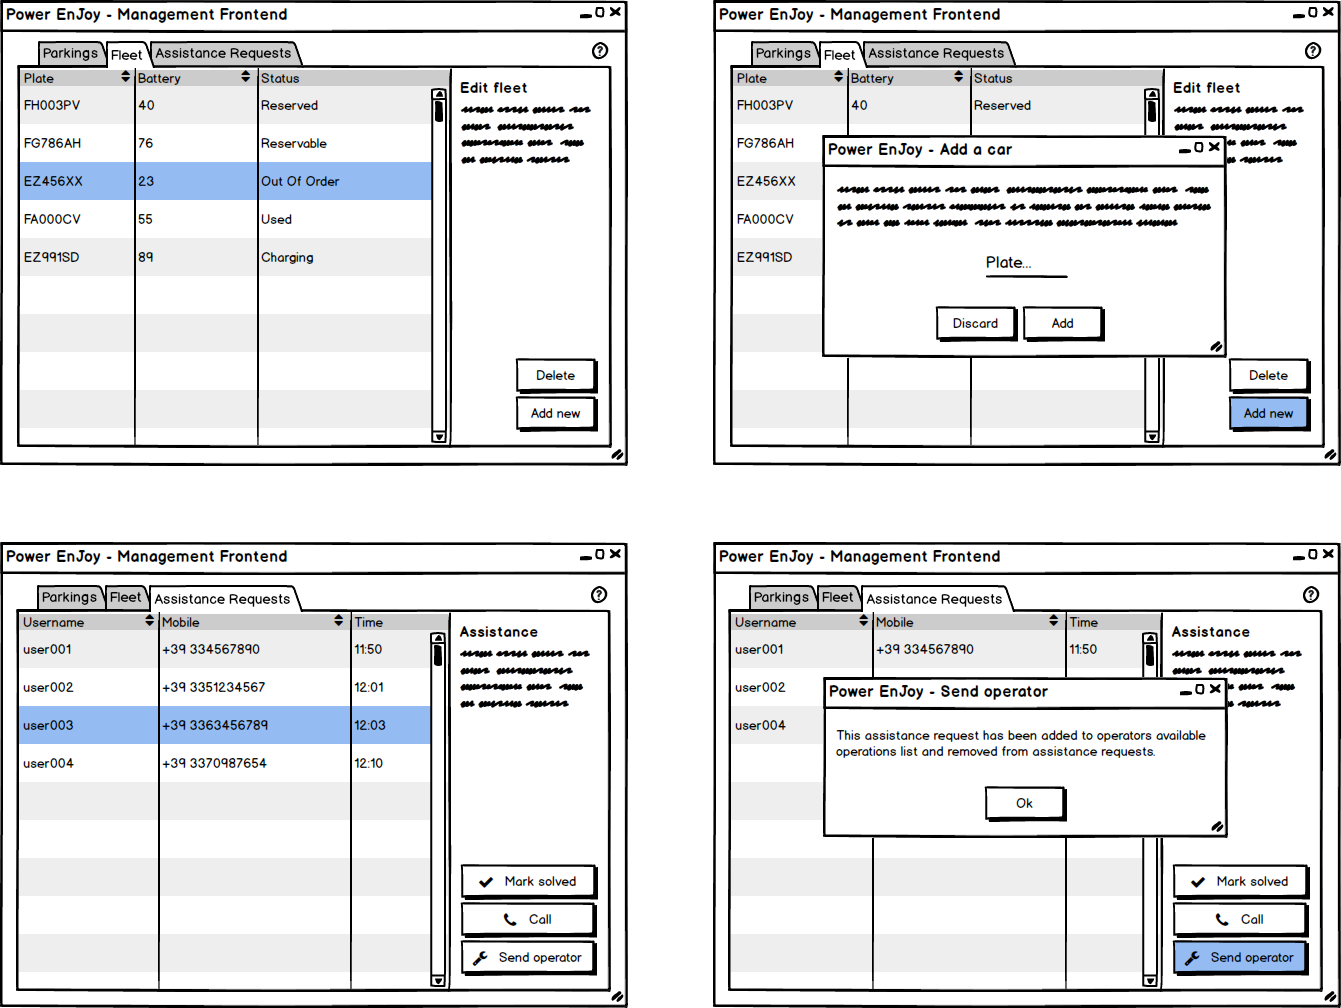 Power EnJoy - Management Frontend
Parkings Fleet Assistance Requests ?
Plate Battery Status
FH003PV 40 Reserved
FG786AH 76 Reservable
EZ456XX 23 Out Of Order
FA000CV 55 Used
EZ991SD 89 Charging
Edit fleet
Delete
Add new
Power EnJoy - Management Frontend
Parkings Fleet Assistance Requests ?
Plate Battery Status
FH003PV 40 Reserved
FG786AH
EZ456XX
FA000CV
EZ991SD
Edit fleet
Power EnJoy - Add a car
Plate...
Discard Add
Delete
Add new
Power EnJoy - Management Frontend
Parkings Fleet Assistance Requests ?
Username Mobile Time
user001 +39 334567890 11:50
user002 +39 3351234567 12:01
user003 +39 3363456789 12:03
user004 +39 3370987654 12:10
Assistance
Mark solved
Call
Send operator
Power EnJoy - Management Frontend
Parkings Fleet Assistance Requests ?
Username Mobile Time
user001 +39 334567890 11:50
user002
user004
Assistance
Power EnJoy - Send operator
This assistance request has been added to operators available
operations list and removed from assistance requests.
Ok
Mark solved
Call
Send operator